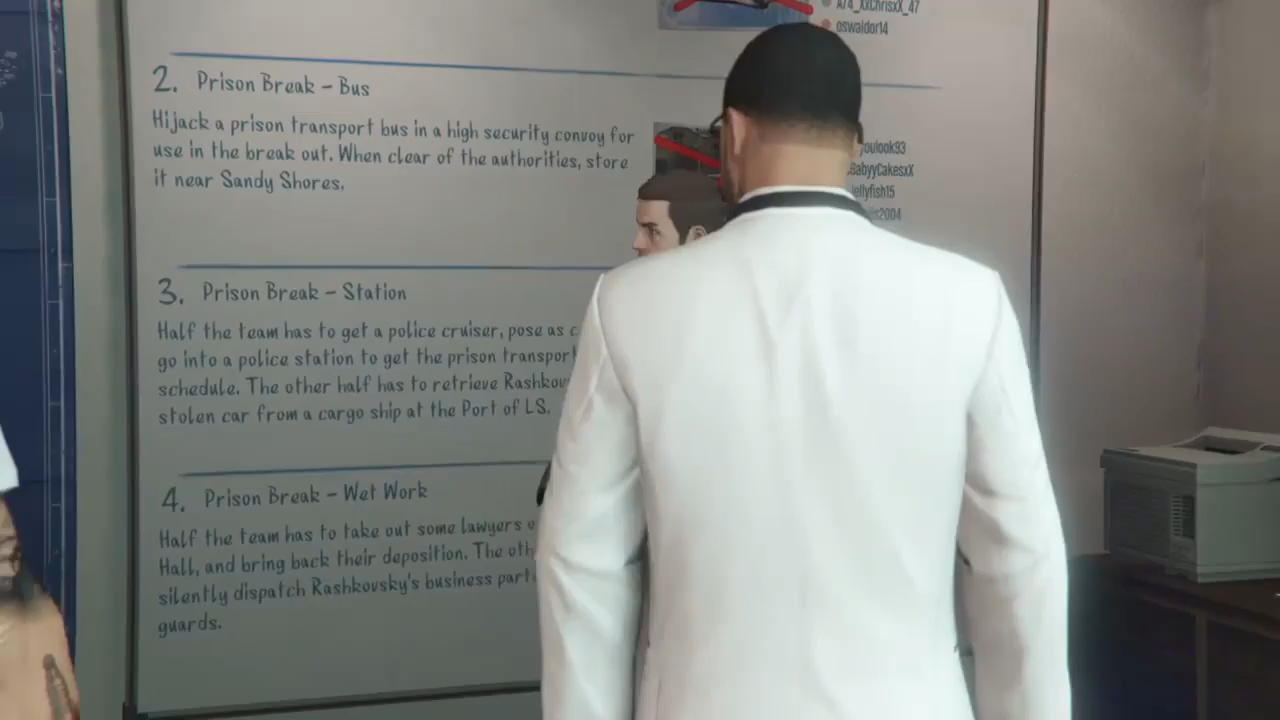 oswaldor14
2. Prison Break – Bus
Hijack a prison transport bus in a high security convoy for
use in the break out. When clear of the authorities, store
it near Sandy Shores.
3. Prison Break – Station
Half the team has to get a police cruiser, pose as
go into a police station to get the prison
schedule. The other half has to retrieve
stolen car from a cargo ship at the Port of LS.
4. Prison Break – Wet Work
Half the team has to take out some lawyers
Hall, and bring back their deposition. The
silently dispatch Rashkovsky's business
guards.